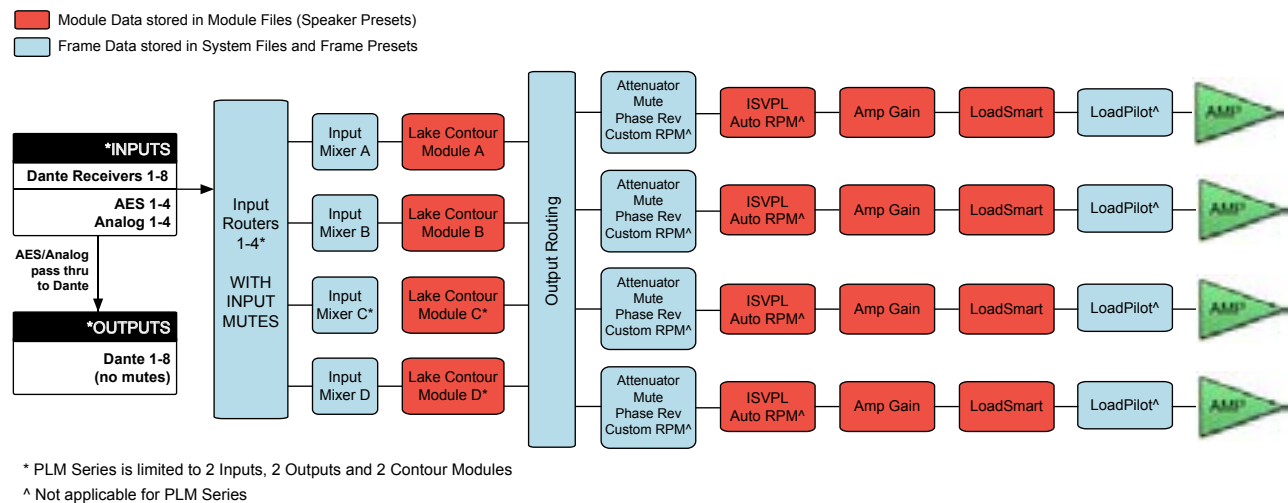 Module Data stored in Module Files (Speaker Presets)
Frame Data stored in System Files and Frame Presets
*INPUTS
Dante Receivers 1-8
AES 1-4
Analog 1-4
AES/Analog
pass thru
to Dante
*OUTPUTS
Dante 1-8
(no mutes)
Input
Routers
1-4*
WITH
INPUT
MUTES
Input
Mixer A
Lake Contour
Module A
Input
Mixer B
Lake Contour
Module B
Input
Mixer C*
Lake Contour
Module C*
Input
Mixer D
Lake Contour
Module D*
Output Routing
Attenuator
Mute
Phase Rev
Custom RPM^
ISVPL
Auto RPM^
Amp Gain
LoadSmart
LoadPilot^
AMP
Attenuator
Mute
Phase Rev
Custom RPM^
ISVPL
Auto RPM^
Amp Gain
LoadSmart
LoadPilot^
AMP
Attenuator
Mute
Phase Rev
Custom RPM^
ISVPL
Auto RPM^
Amp Gain
LoadSmart
LoadPilot^
AMP
Attenuator
Mute
Phase Rev
Custom RPM^
ISVPL
Auto RPM^
Amp Gain
LoadSmart
LoadPilot^
AMP
* PLM Series is limited to 2 Inputs, 2 Outputs and 2 Contour Modules
^ Not applicable for PLM Series